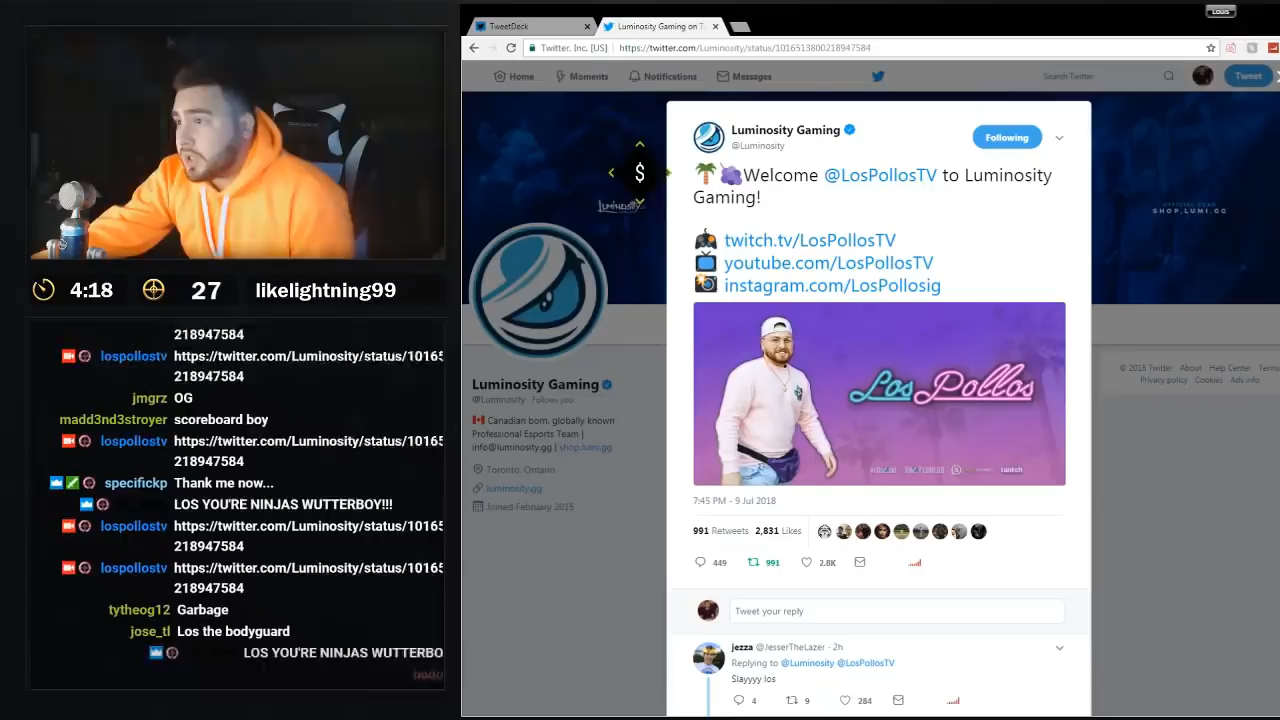 Louis
TweetDeck
Luminosity Gaming on T
Twitter, Inc. [US]
https://twitter.com/Luminosity/status/1016513800218947584
Home
Moments
Notifications
Messages
Search Twitter
Tweet
Luminosity Gaming
@Luminosity
Following
🌴🍇Welcome @LosPollosTV to Luminosity
Gaming!
twitch.tv/LosPollosTV
youtube.com/LosPollosTV
instagram.com/LosPollosig
Los Pollos
twitch
7:45 PM - 9 Jul 2018
991 Retweets 2,831 Likes
449 991 2.8K
Tweet your reply
jezza @JesserTheLazer · 2h
Replying to @Luminosity @LosPollosTV
Slayyyy los
4 9 284
$
Luminosity
OFFICIAL GEAR
SHOP.LUMI.GG
Luminosity Gaming
@Luminosity Follows you
Canadian born, globally known
Professional Esports Team |
info@luminosity.gg | shop.lumi.gg
Toronto, Ontario
luminosity.gg
Joined February 2015
© 2018 Twitter About Help Center Terms
Privacy policy Cookies Ads info
4:18 27 likelightning99
218947584
lospollostv https://twitter.com/Luminosity/status/10165
218947584
jmgrz OG
madd3nd3stroyer scoreboard boy
lospollostv https://twitter.com/Luminosity/status/10165
218947584
specifickp Thank me now...
LOS YOU'RE NINJAS WUTTERBOY!!!
lospollostv https://twitter.com/Luminosity/status/10165
218947584
lospollostv https://twitter.com/Luminosity/status/10165
218947584
tytheog12 Garbage
jose_tl Los the bodyguard
LOS YOU'RE NINJAS WUTTERBO